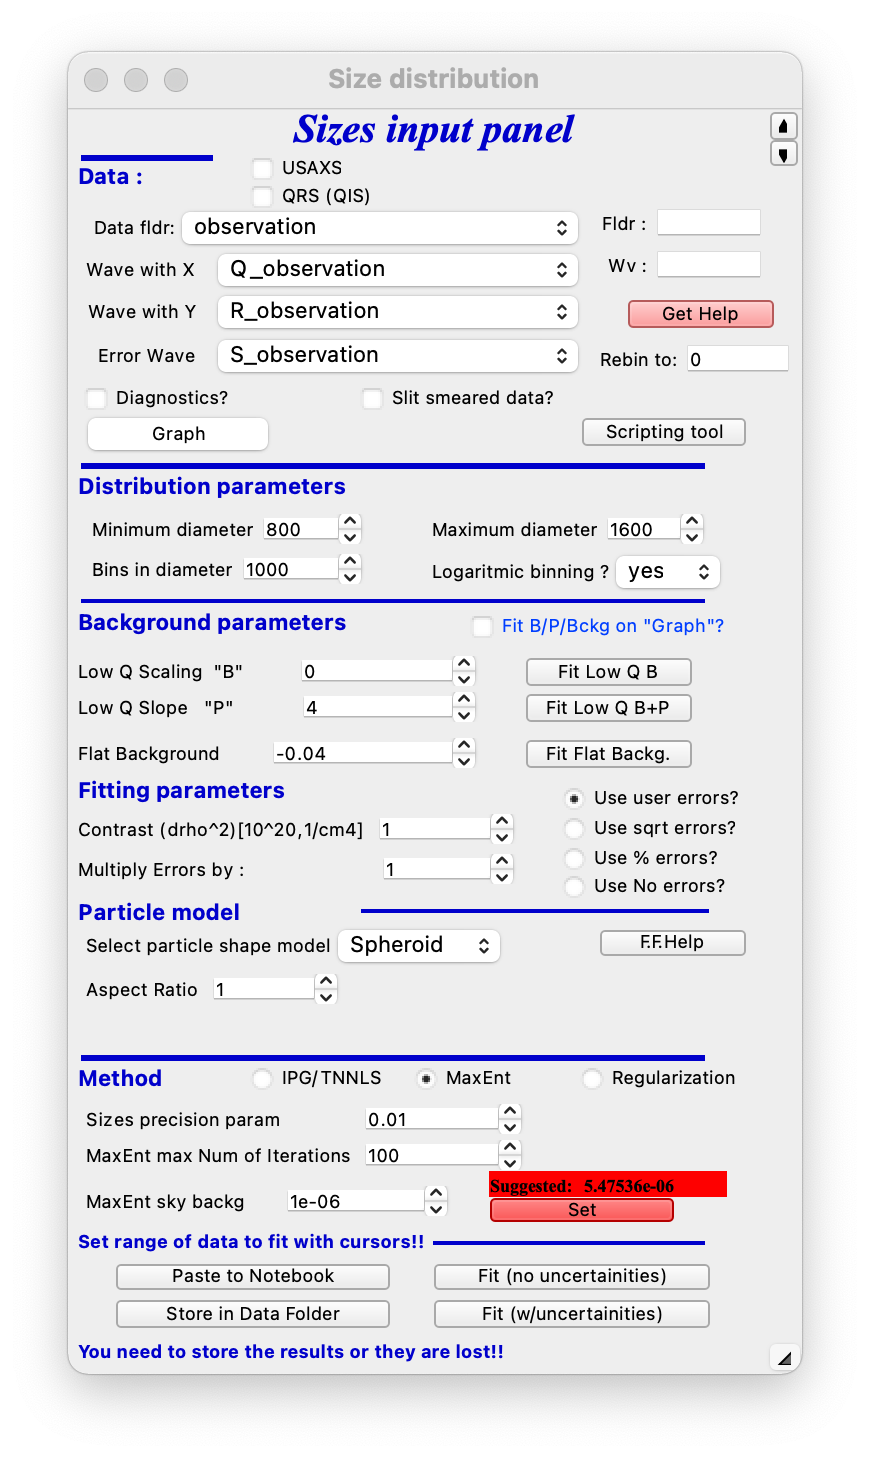 Size distribution
Sizes input panel
Data :
USAXS
QRS (QIS)
Data fldr: observation Fldr :
Wave with X Q_observation Wv :
Wave with Y R_observation Get Help
Error Wave S_observation Rebin to: 0
Diagnostics? Slit smeared data?
Graph Scripting tool
Distribution parameters
Minimum diameter 800 Maximum diameter 1600
Bins in diameter 1000 Logaritmic binning ? yes
Background parameters Fit B/P/Bckg on "Graph"?
Low Q Scaling "B" 0 Fit Low Q B
Low Q Slope "P" 4 Fit Low Q B+P
Flat Background -0.04 Fit Flat Backg.
Fitting parameters Use user errors?
Contrast (drho^2)[10^20,1/cm4] 1 Use sqrt errors?
Multiply Errors by : 1 Use % errors?
Use No errors?
Particle model
Select particle shape model Spheroid F.F.Help
Aspect Ratio 1
Method IPG/TNNLS MaxEnt Regularization
Sizes precision param 0.01
MaxEnt max Num of Iterations 100
MaxEnt sky backg 1e-06 Suggested: 5.47536e-06
Set
Set range of data to fit with cursors!!
Paste to Notebook Fit (no uncertainities)
Store in Data Folder Fit (w/uncertainities)
You need to store the results or they are lost!!